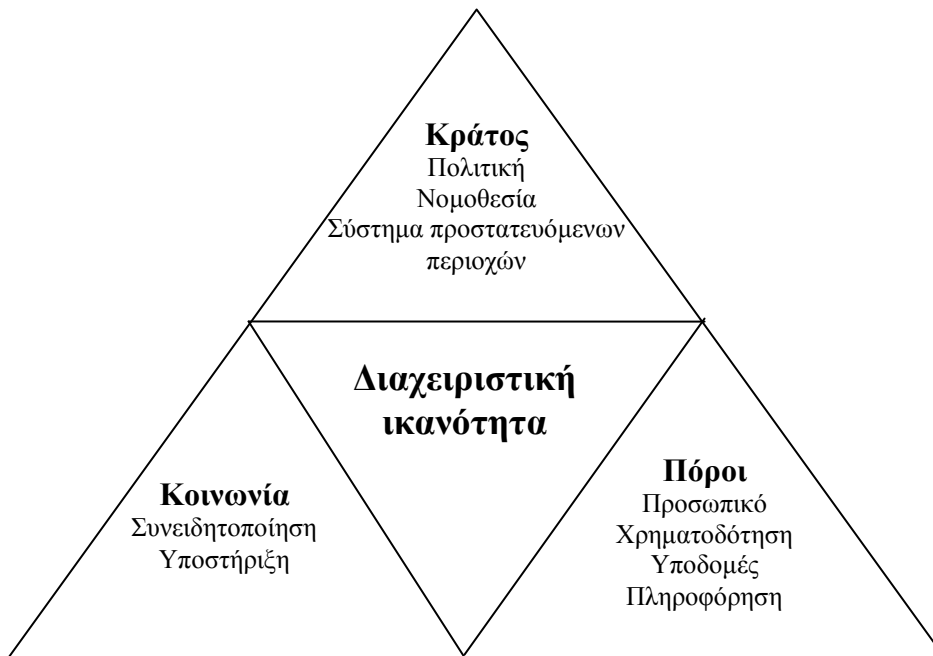 Κράτος
Πολιτική
Νομοθεσία
Σύστημα προστατευόμενων
περιοχών
Διαχειριστική
ικανότητα
Κοινωνία
Συνειδητοποίηση
Υποστήριξη
Πόροι
Προσωπικό
Χρηματοδότηση
Υποδομές
Πληροφόρηση